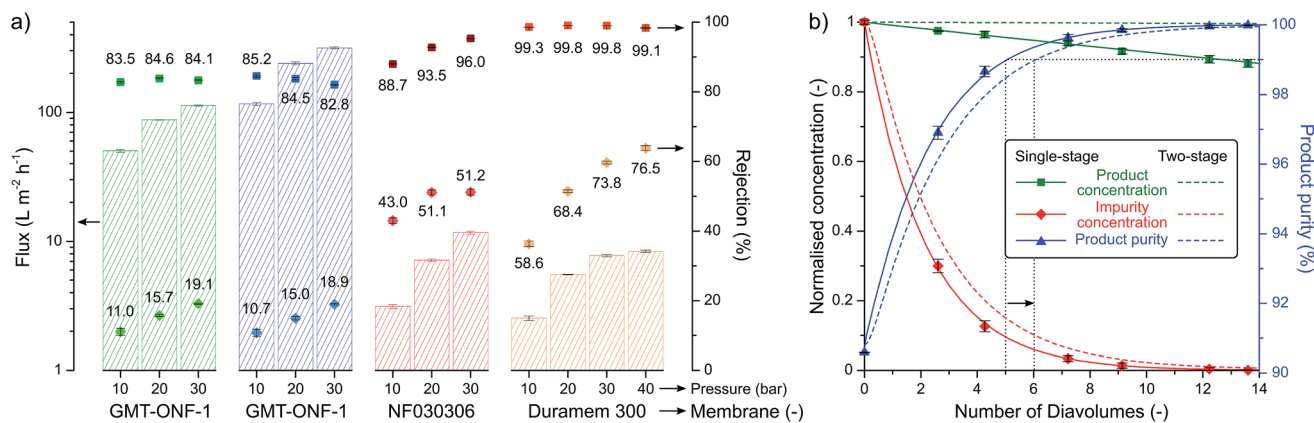 a)
83.5 84.6 84.1
85.2
84.5 82.8
88.7 93.5 96.0
99.3 99.8 99.8 99.1
100
100
80
60
40
20
0
Rejection (%)
100
10
1
Flux (L m⁻² h⁻¹)
43.0 51.1 51.2
58.6 68.4 73.8 76.5
11.0 15.7 19.1
10.7 15.0 18.9
10 20 30 10 20 30 10 20 30 10 20 30 40
Pressure (bar)
GMT-ONF-1 GMT-ONF-1 NF030306 Duramem 300
Membrane (-)
b)
1
0.8
0.6
0.4
0.2
0
Normalised concentration (-)
Single-stage Two-stage
Product
concentration
Impurity
concentration
Product purity
100
98
96
94
92
91
90
Product purity (%)
0 2 4 6 8 10 12 14
Number of Diavolumes (-)